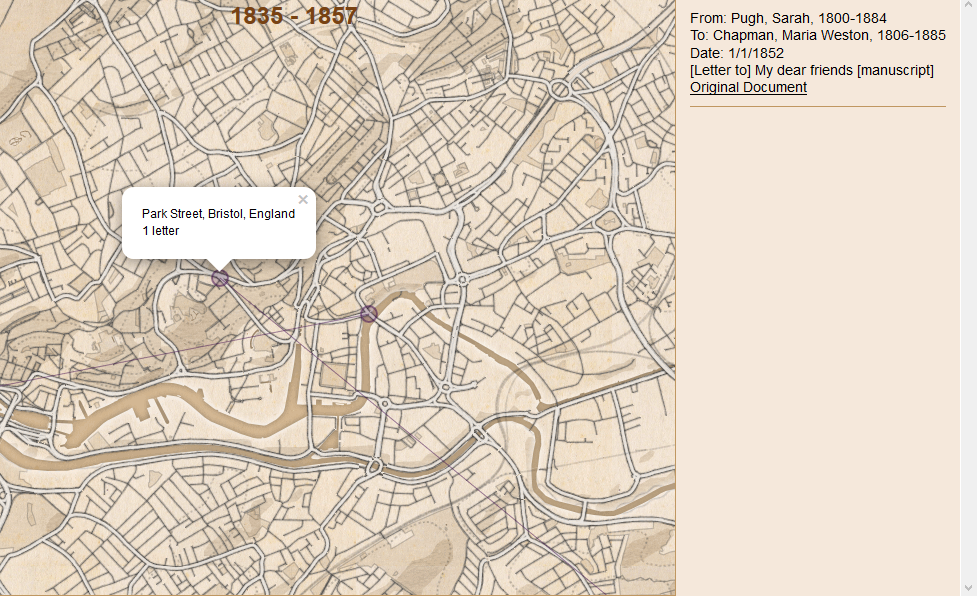 1835 - 1857
Park Street, Bristol, England
1 letter
From: Pugh, Sarah, 1800-1884
To: Chapman, Maria Weston, 1806-1885
Date: 1/1/1852
[Letter to] My dear friends [manuscript]
Original Document